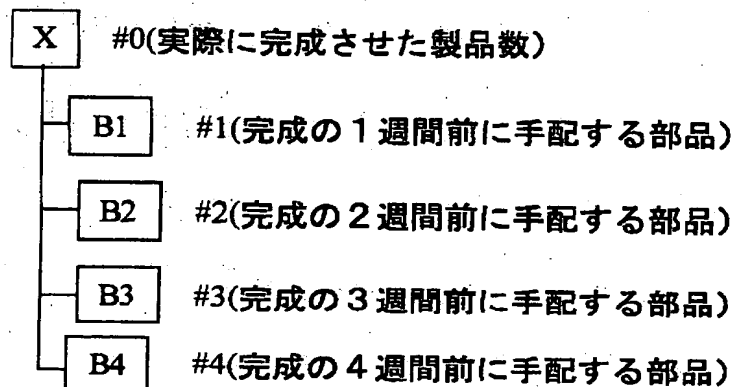 X #0(実際に完成させた製品数)
B1 #1(完成の1週間前に手配する部品)
B2 #2(完成の2週間前に手配する部品)
B3 #3(完成の3週間前に手配する部品)
B4 #4(完成の4週間前に手配する部品)